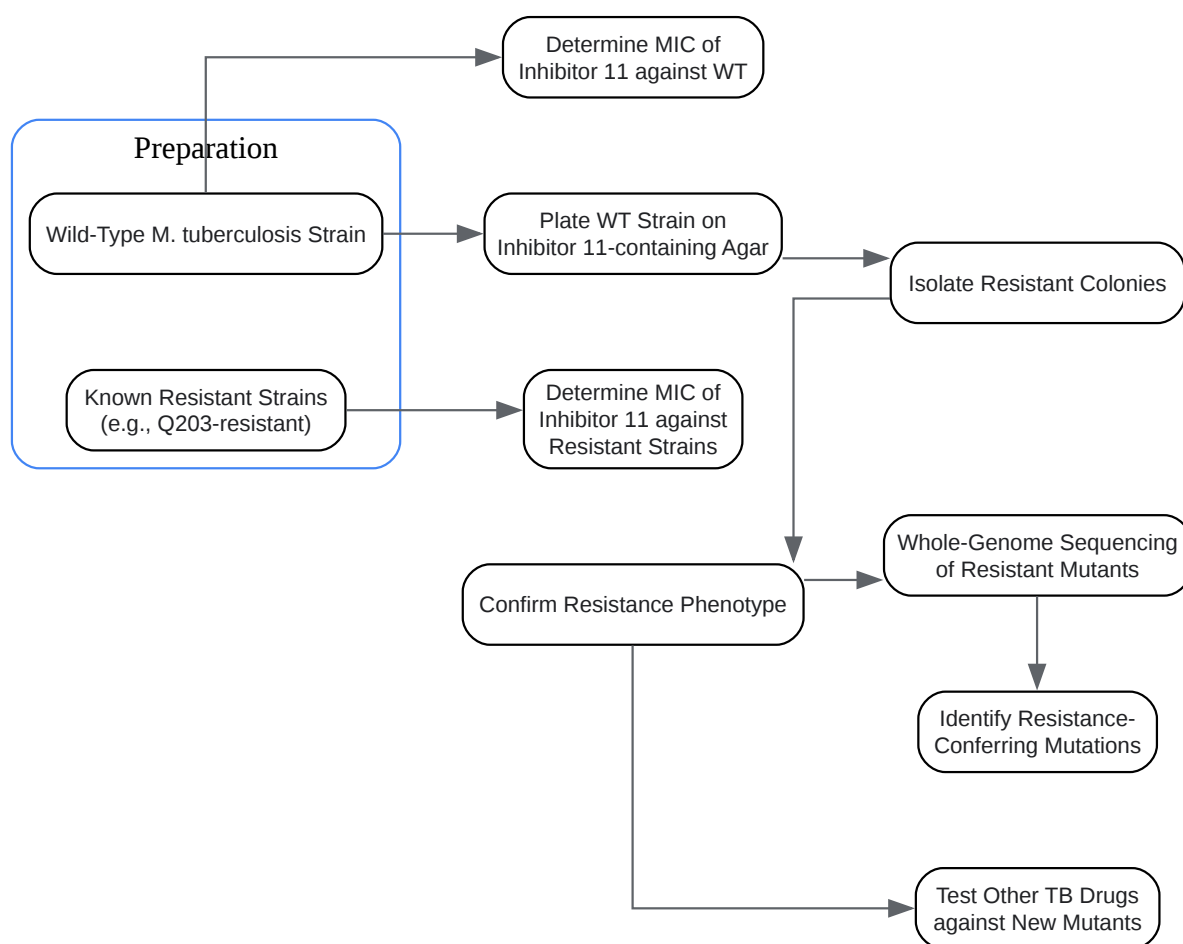 Determine MIC of
Inhibitor 11 against WT
Preparation
Wild-Type M. tuberculosis Strain
Plate WT Strain on
Inhibitor 11-containing Agar
Isolate Resistant Colonies
Known Resistant Strains
(e.g., Q203-resistant)
Determine MIC of
Inhibitor 11 against
Resistant Strains
Whole-Genome Sequencing
of Resistant Mutants
Confirm Resistance Phenotype
Identify Resistance-
Conferring Mutations
Test Other TB Drugs
against New Mutants